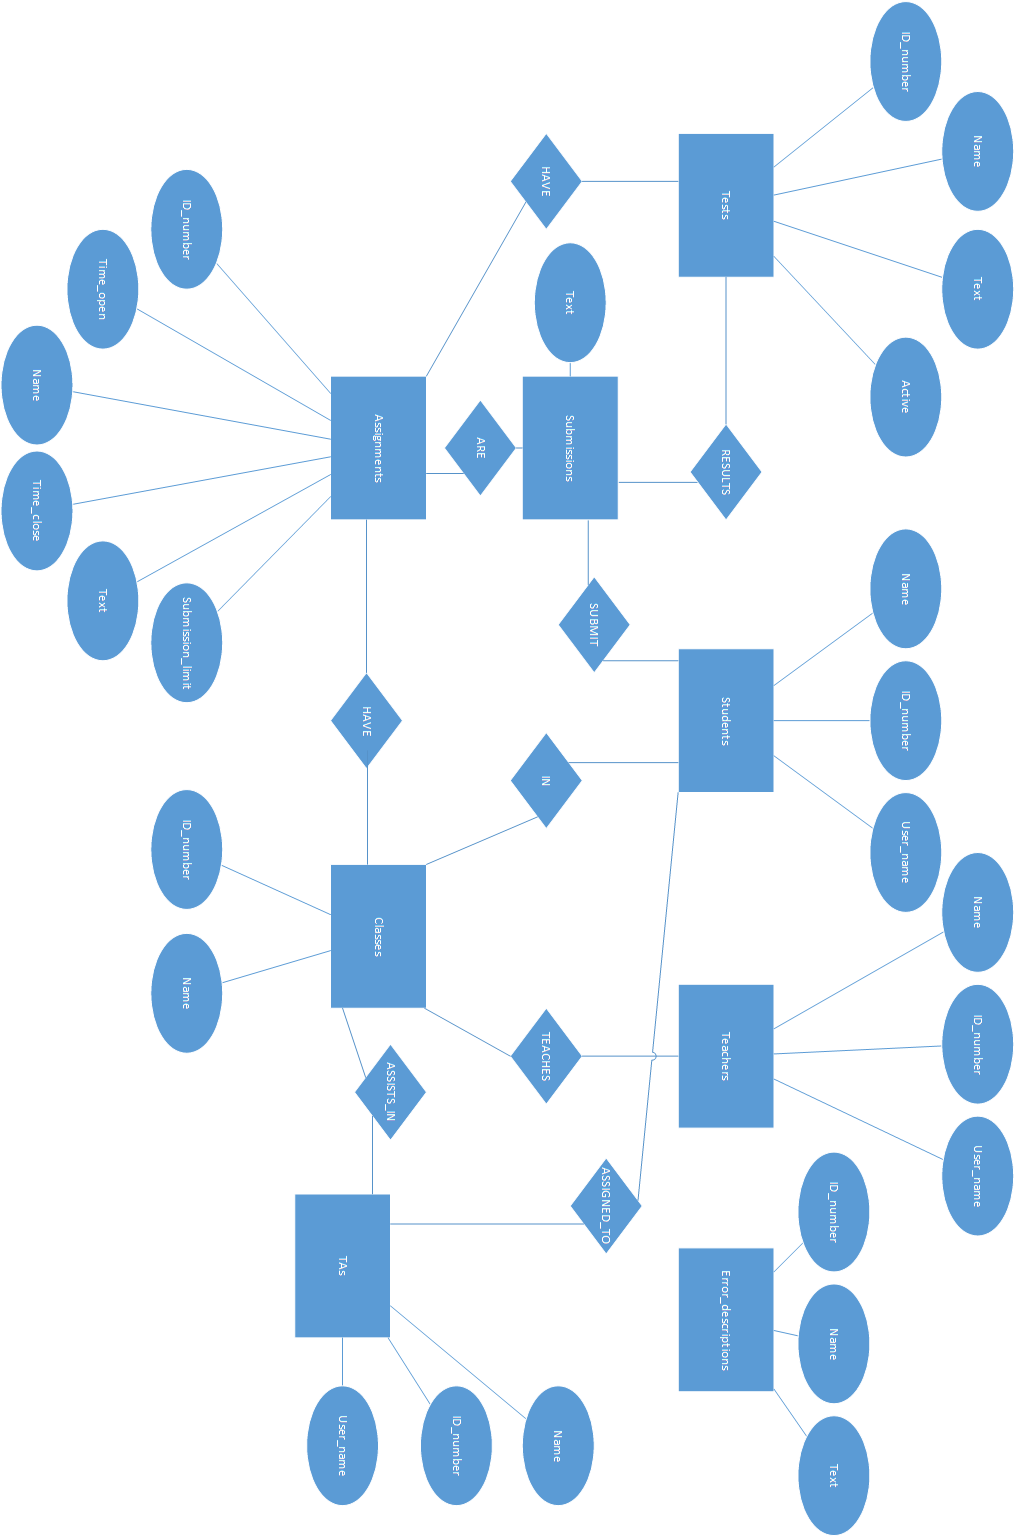 ID_number
Name
Text
Active
Tests
HAVE
RESULTS
Text
Submissions
ARE
ID_number
Time_open
Name
Time_close
Text
Submission_limit
Assignments
SUBMIT
Name
ID_number
User_name
Students
HAVE
IN
ID_number
Name
Classes
TEACHES
Name
ID_number
User_name
Teachers
ASSISTS_IN
ASSIGNED_TO
TAs
User_name
ID_number
Name
ID_number
Name
Text
Error_descriptions